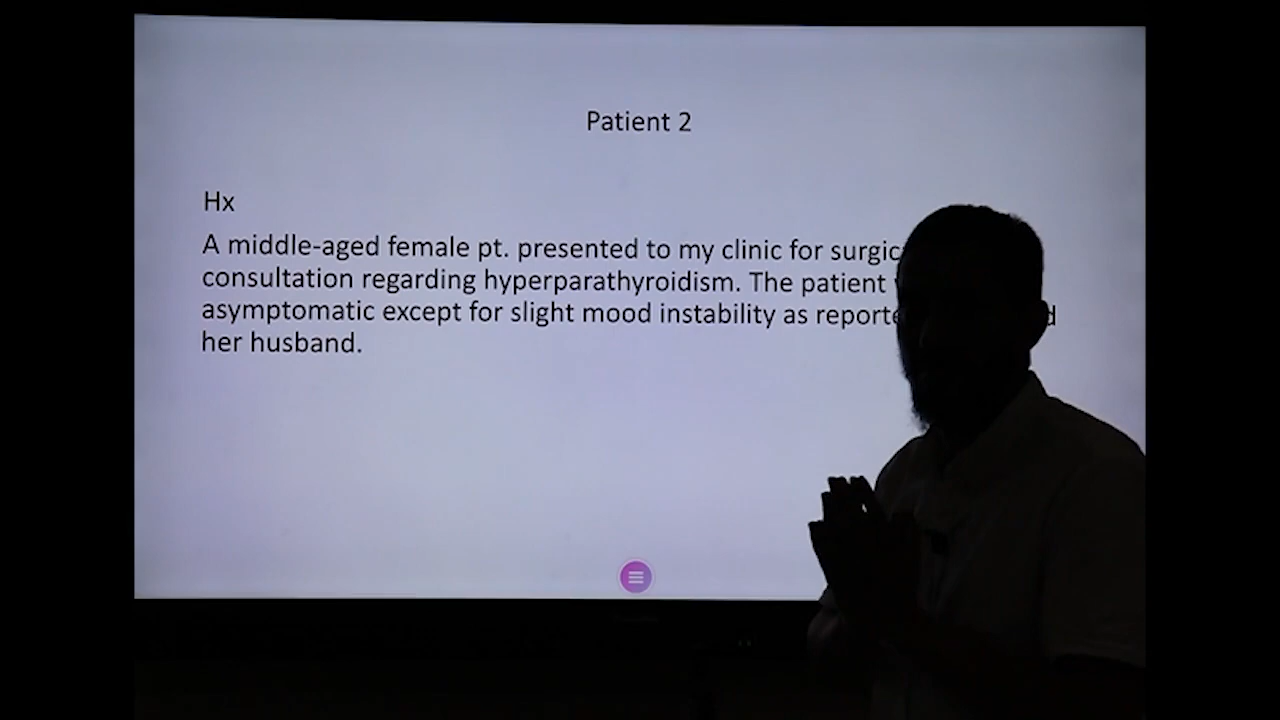 Patient 2
Hx
A middle-aged female pt. presented to my clinic for
consultation regarding hyperparathyroidism. The patient
asymptomatic except for slight mood instability as
her husband.